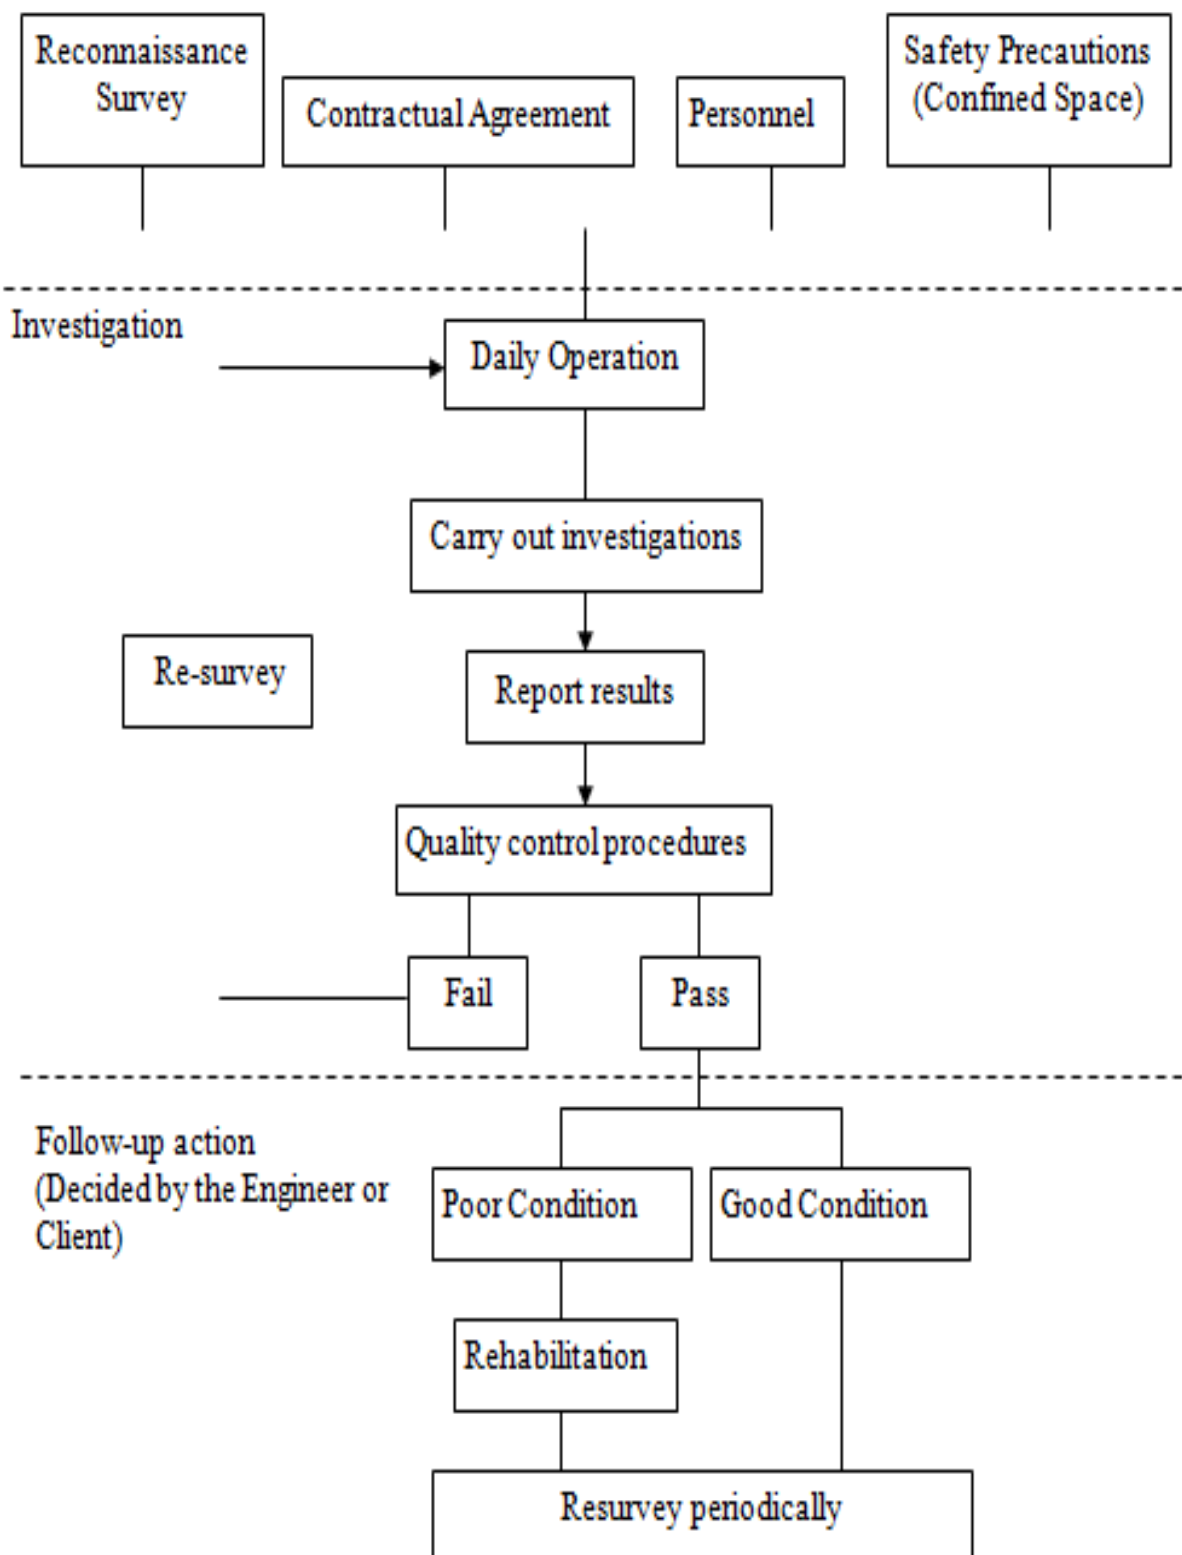 Reconnaissance
Survey
Contractual Agreement
Personnel
Safety Precautions
(Confined Space)
Investigation
Daily Operation
Carry out investigations
Re-survey
Report results
Quality control procedures
Fail
Pass
Follow-up action
(Decided by the Engineer or
Client)
Poor Condition
Good Condition
Rehabilitation
Resurvey periodically